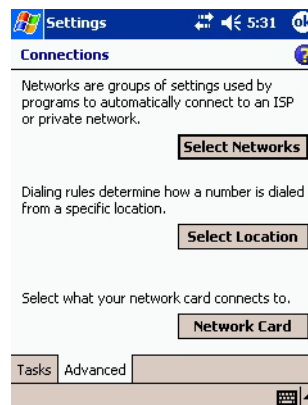 Settings 5:31 ok
Connections ?
Networks are groups of settings used by
programs to automatically connect to an ISP
or private network.
Select Networks
Dialing rules determine how a number is dialed
from a specific location.
Select Location
Select what your network card connects to.
Network Card
Tasks Advanced